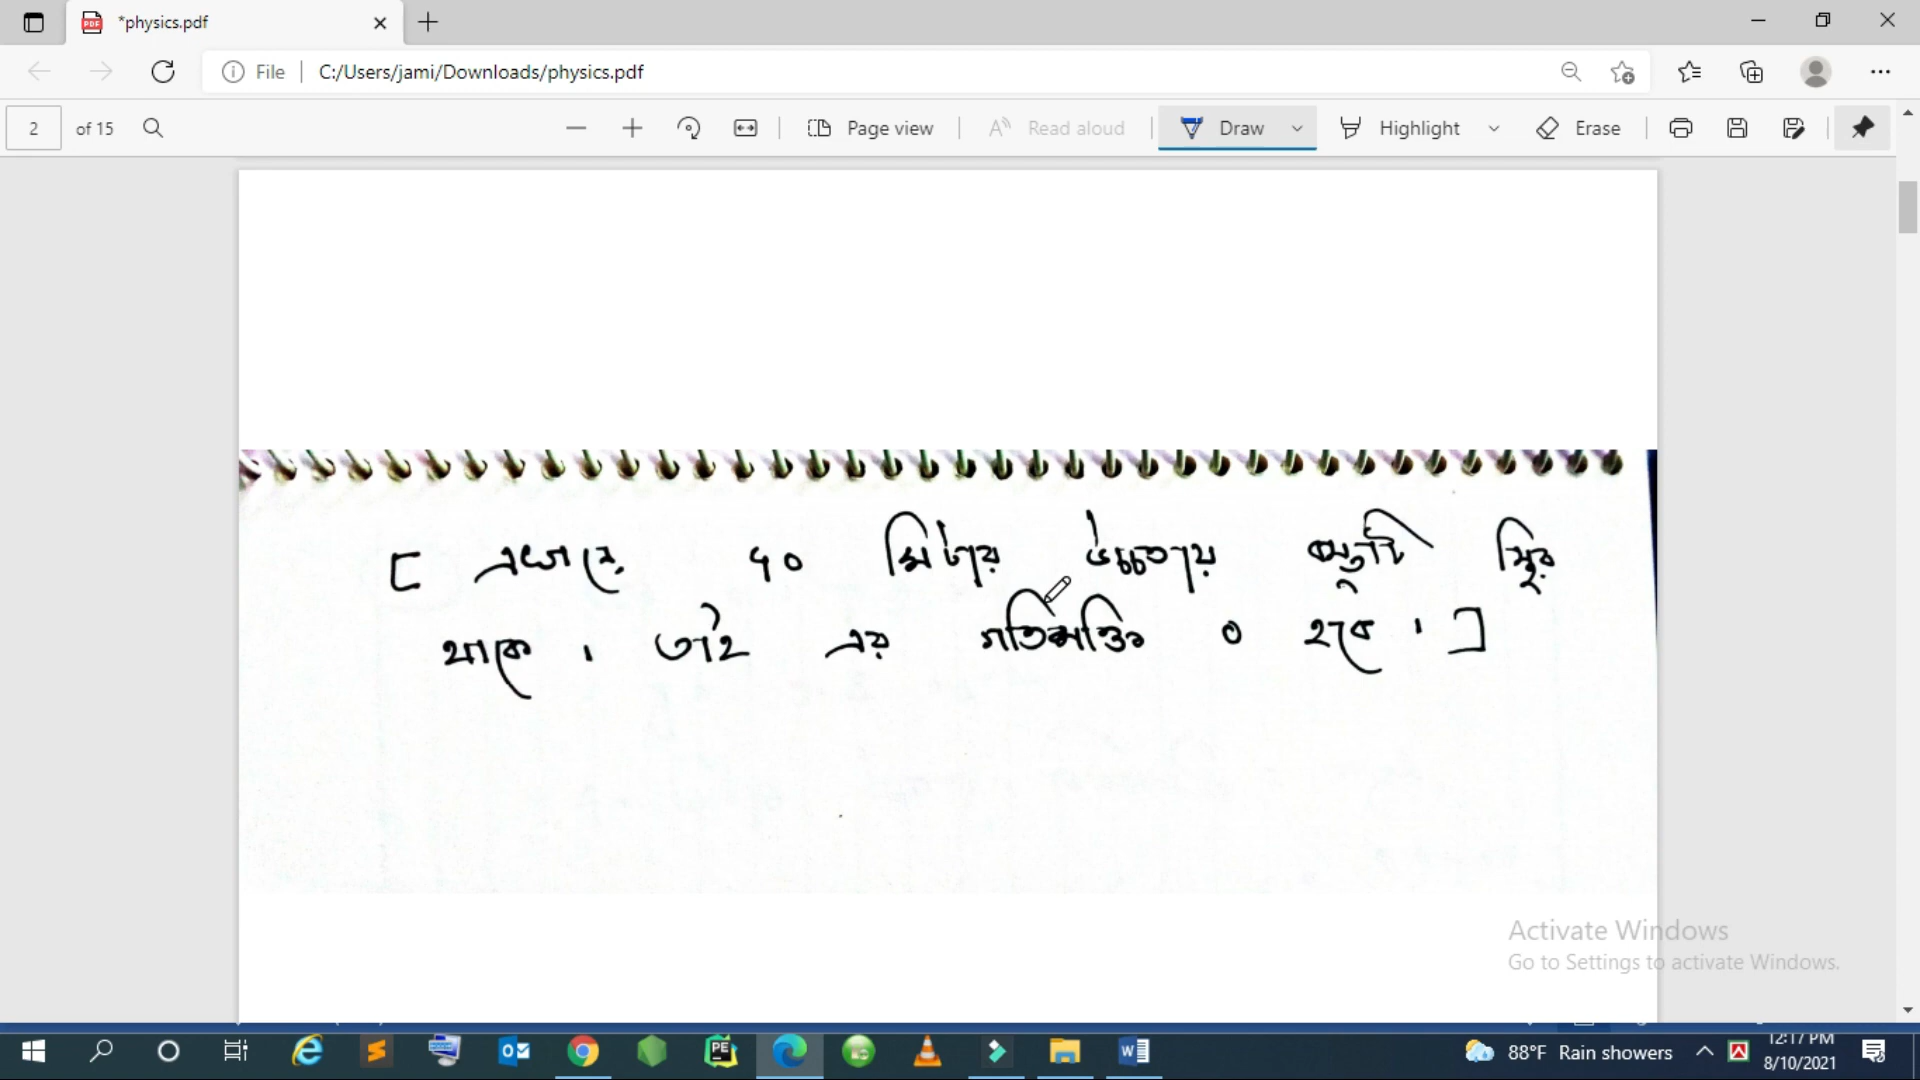 *physics.pdf
File C:/Users/jami/Downloads/physics.pdf
2 of 15 Page view Read aloud Draw Highlight Erase
[ এখানে ৫০ মিটার উচ্চতায় বস্তুটি স্থির
থাকে । তাই এর গতিশক্তি ০ হবে । ]
Activate Windows
Go to Settings to activate Windows.
88°F Rain showers 12:17 PM
8/10/2021